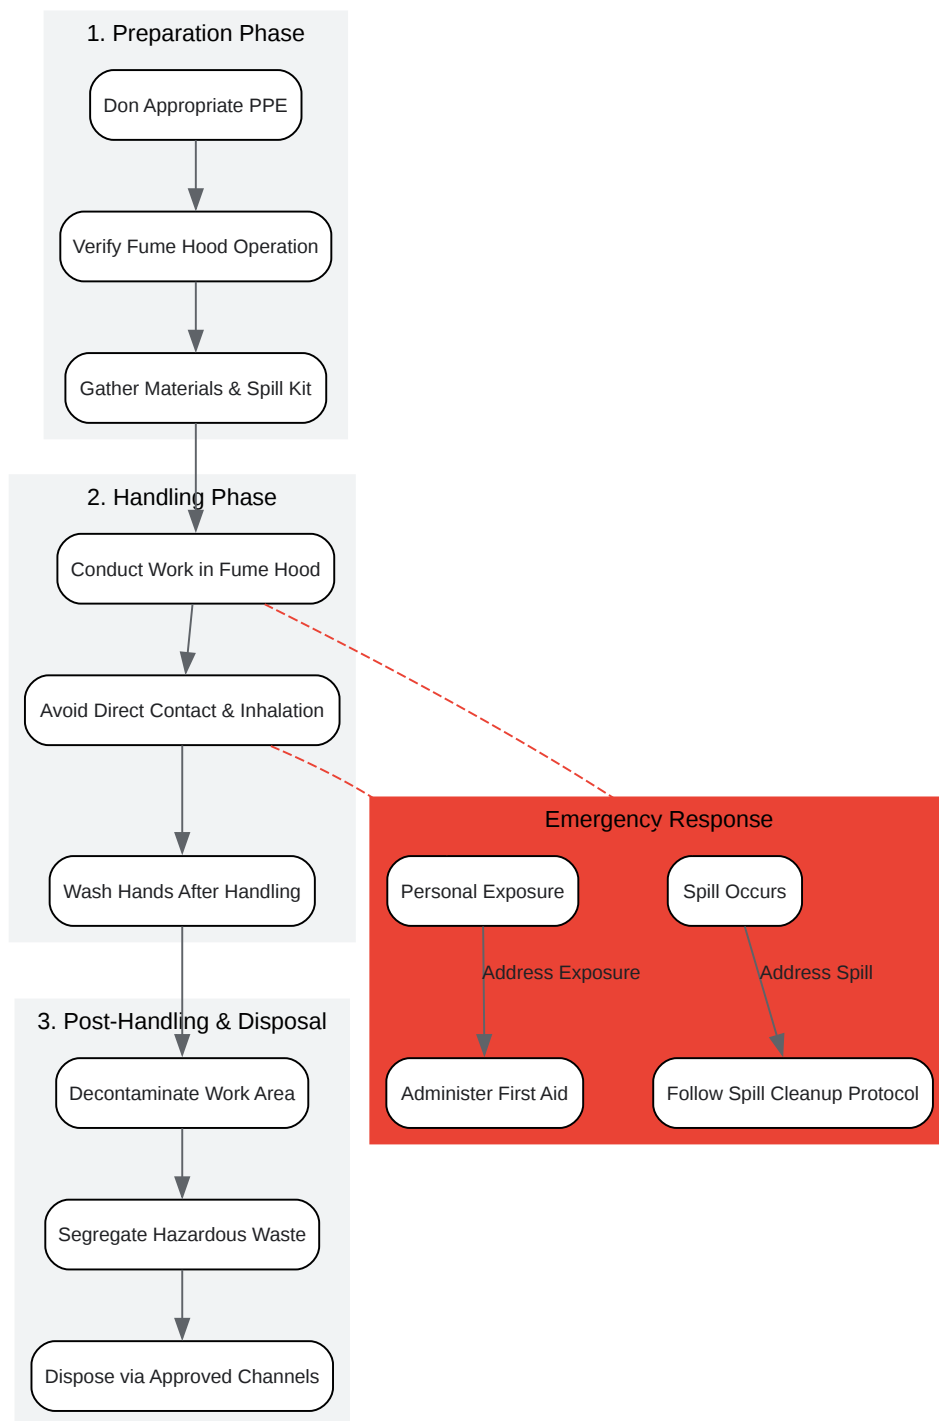 1. Preparation Phase
Don Appropriate PPE
Verify Fume Hood Operation
Gather Materials & Spill Kit
2. Handling Phase
Conduct Work in Fume Hood
Avoid Direct Contact & Inhalation
Wash Hands After Handling
Emergency Response
Personal Exposure
Spill Occurs
Address Exposure
Address Spill
Administer First Aid
Follow Spill Cleanup Protocol
3. Post-Handling & Disposal
Decontaminate Work Area
Segregate Hazardous Waste
Dispose via Approved Channels